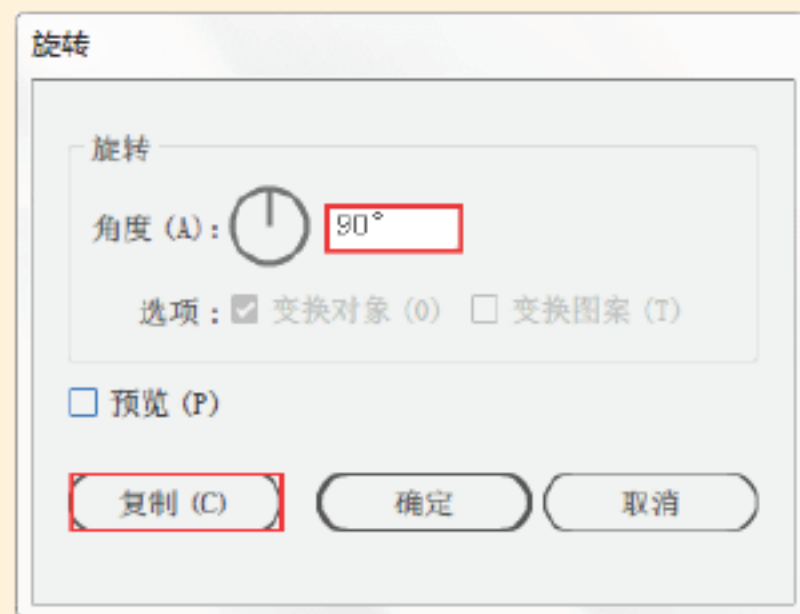 旋转
旋转
角度 (A): 90°
选项: 变换对象 (O) 变换图案 (T)
预览 (P)
复制 (C) 确定 取消